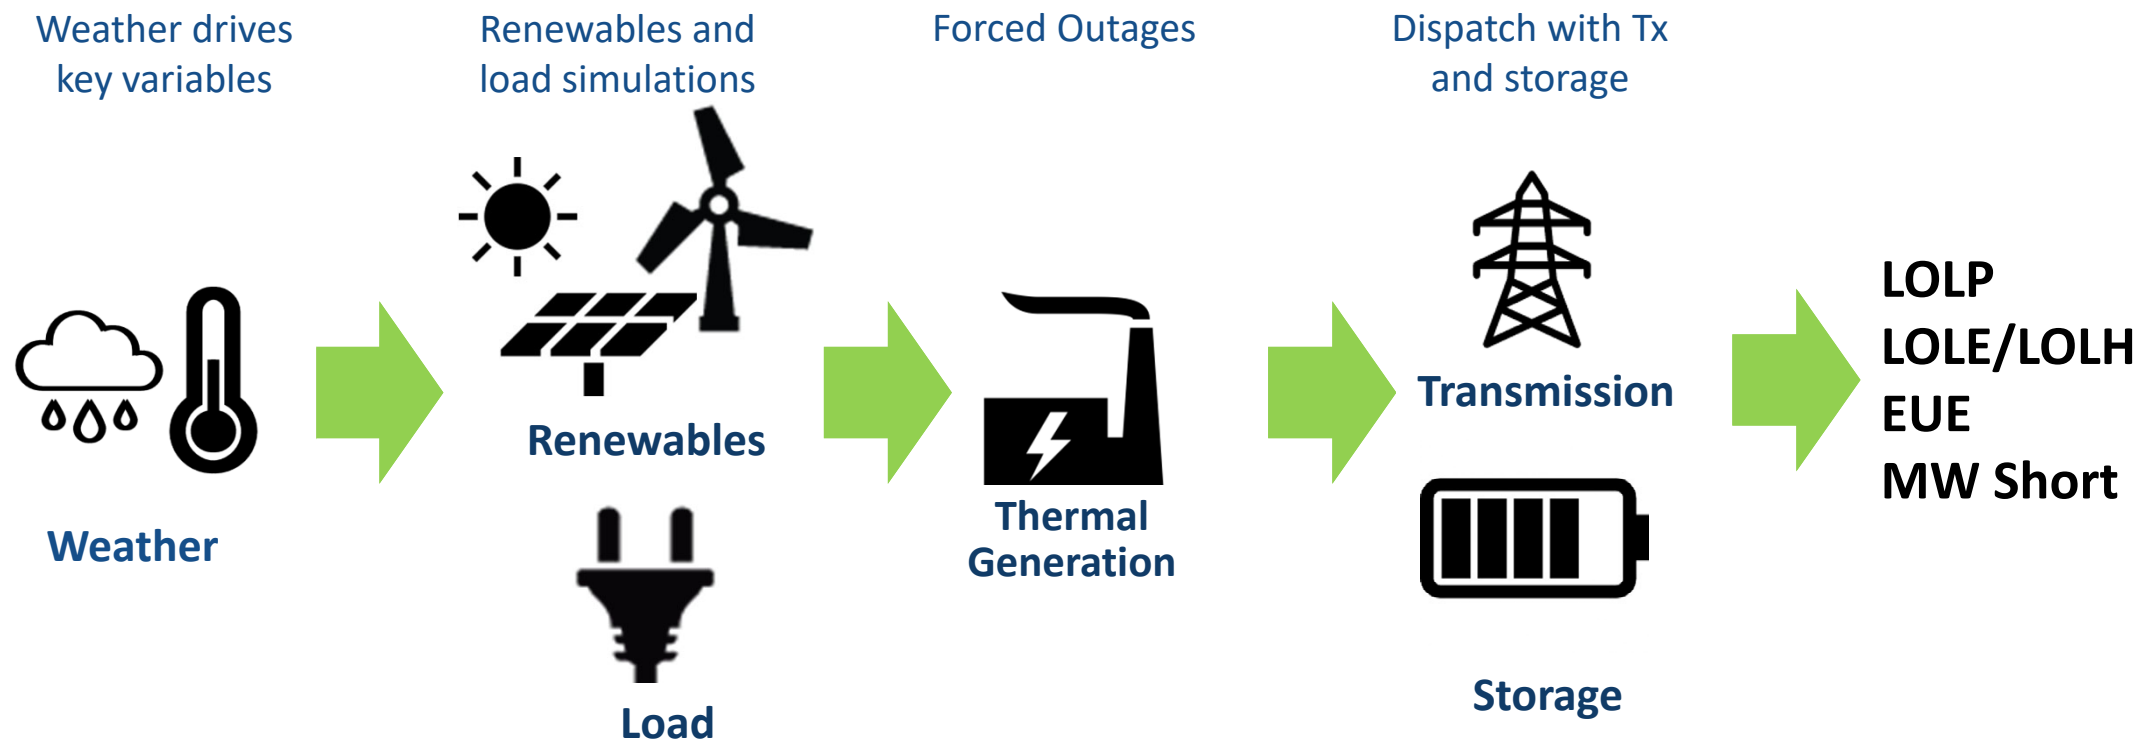 Weather drives
key variables
Weather
Renewables and
load simulations
Renewables
Load
Forced Outages
Thermal
Generation
Dispatch with Tx
and storage
Transmission
Storage
LOLP
LOLE/LOLH
EUE
MW Short